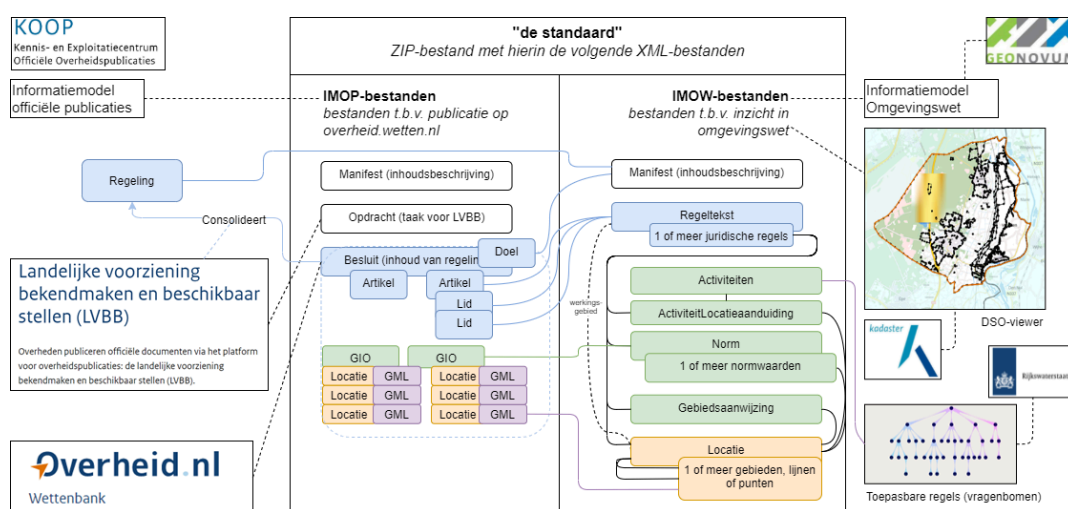 KOOP
Kennis- en Exploitatiecentrum
Officiële Overheidspublicaties
"de standaard"
ZIP-bestand met hierin de volgende XML-bestanden
GEONOVUM
Informatiemodel
officiële publicaties
IMOP-bestanden
bestanden t.b.v. publicatie op
overheid.wetten.nl
IMOW-bestanden
bestanden t.b.v. inzicht in
omgevingswet
Informatiemodel
Omgevingswet
Regeling
Manifest (inhoudsbeschrijving)
Manifest (inhoudsbeschrijving)
Consolideert
Opdracht (taak voor LVBB)
Regeltekst
1 of meer juridische regels
Doel
Besluit (inhoud van regeling
Artikel
Artikel
Lid
Lid
Landelijke voorziening
bekendmaken en beschikbaar
stellen (LVBB)
Overheden publiceren officiële documenten via het platform
voor overheidspublicaties: de landelijke voorziening
bekendmaken en beschikbaar stellen (LVBB).
werkings-
gebied
Activiteiten
ActiviteitLocatieaanduiding
Norm
1 of meer normwaarden
Gebiedsaanwijzing
Locatie
1 of meer gebieden, lijnen
of punten
GIO
GIO
Locatie GML Locatie GML
Locatie GML Locatie GML
Locatie GML Locatie GML
DSO-viewer
kadaster
Rijkswaterstaat
Toepasbare regels (vragenbomen)
Overheid.nl
Wettenbank